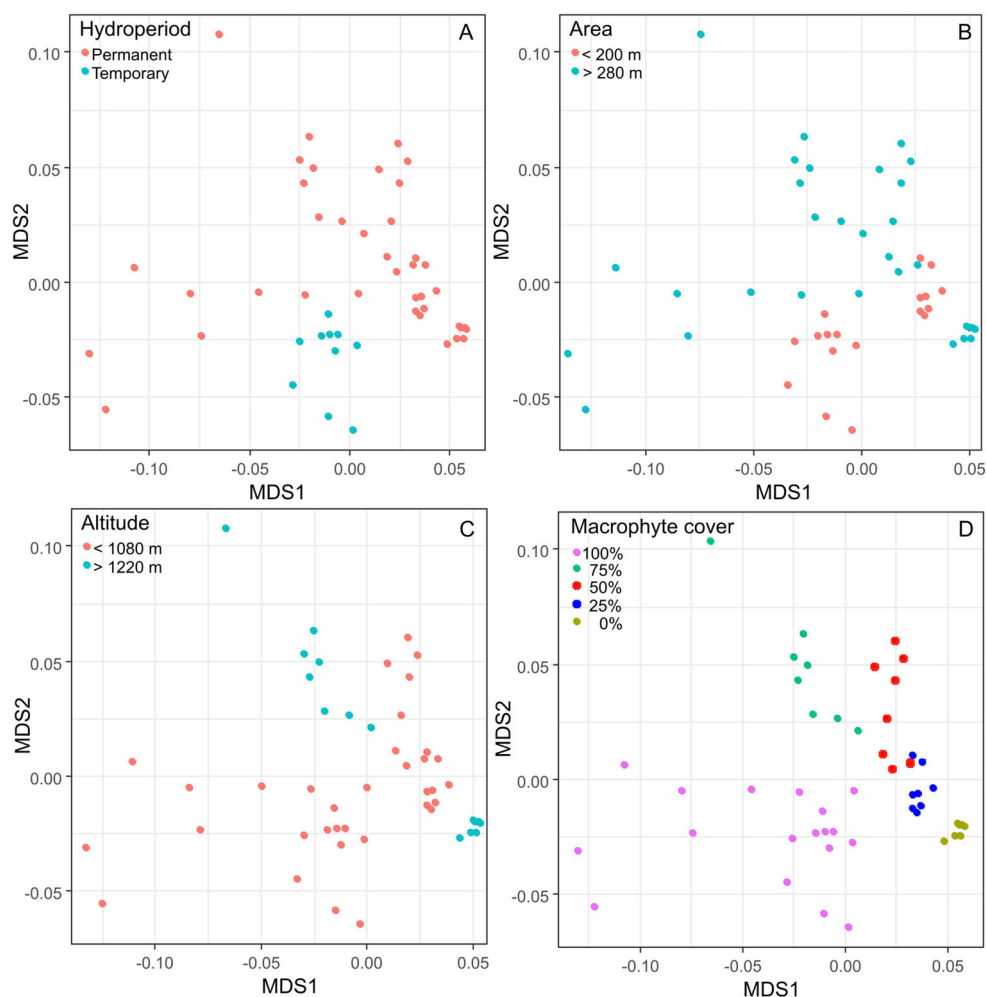 Hydroperiod
A
Permanent
Temporary
0.10
0.05
0.00
-0.05
MDS2
-0.10
-0.05
0.00
0.05
MDS1
Area
B
< 200 m
> 280 m
0.10
0.05
0.00
-0.05
MDS2
-0.10
-0.05
0.00
0.05
MDS1
Altitude
C
< 1080 m
> 1220 m
0.10
0.05
0.00
-0.05
MDS2
-0.10
-0.05
0.00
0.05
MDS1
Macrophyte cover
D
100%
75%
50%
25%
0%
0.10
0.05
0.00
-0.05
MDS2
-0.10
-0.05
0.00
0.05
MDS1